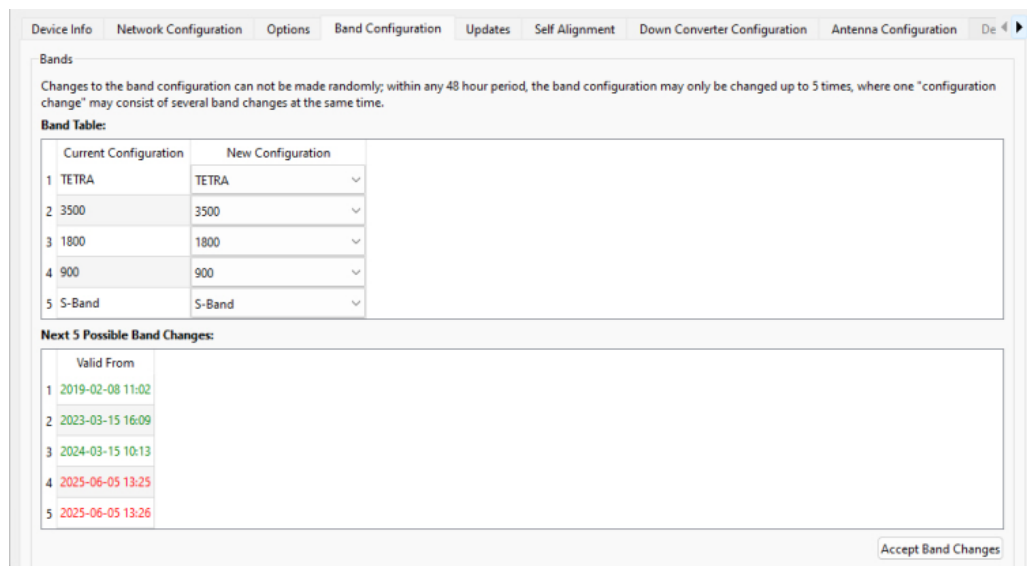 Device Info Network Configuration Options Band Configuration Updates Self Alignment Down Converter Configuration Antenna Configuration De
Bands
Changes to the band configuration can not be made randomly; within any 48 hour period, the band configuration may only be changed up to 5 times, where one "configuration
change" may consist of several band changes at the same time.
Band Table:
Current Configuration New Configuration
1 TETRA TETRA
2 3500 3500
3 1800 1800
4 900 900
5 S-Band S-Band
Next 5 Possible Band Changes:
Valid From
1 2019-02-08 11:02
2 2023-03-15 16:09
3 2024-03-15 10:13
4 2025-06-05 13:25
5 2025-06-05 13:26
Accept Band Changes